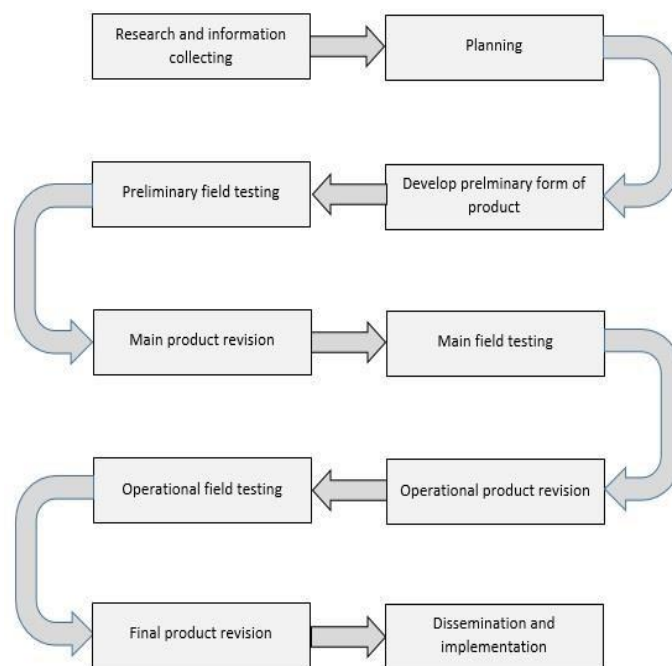 Research and information
collecting
Planning
Develop prelminary form of
product
Preliminary field testing
Main product revision
Main field testing
Operational product revision
Operational field testing
Final product revision
Dissemination and
implementation